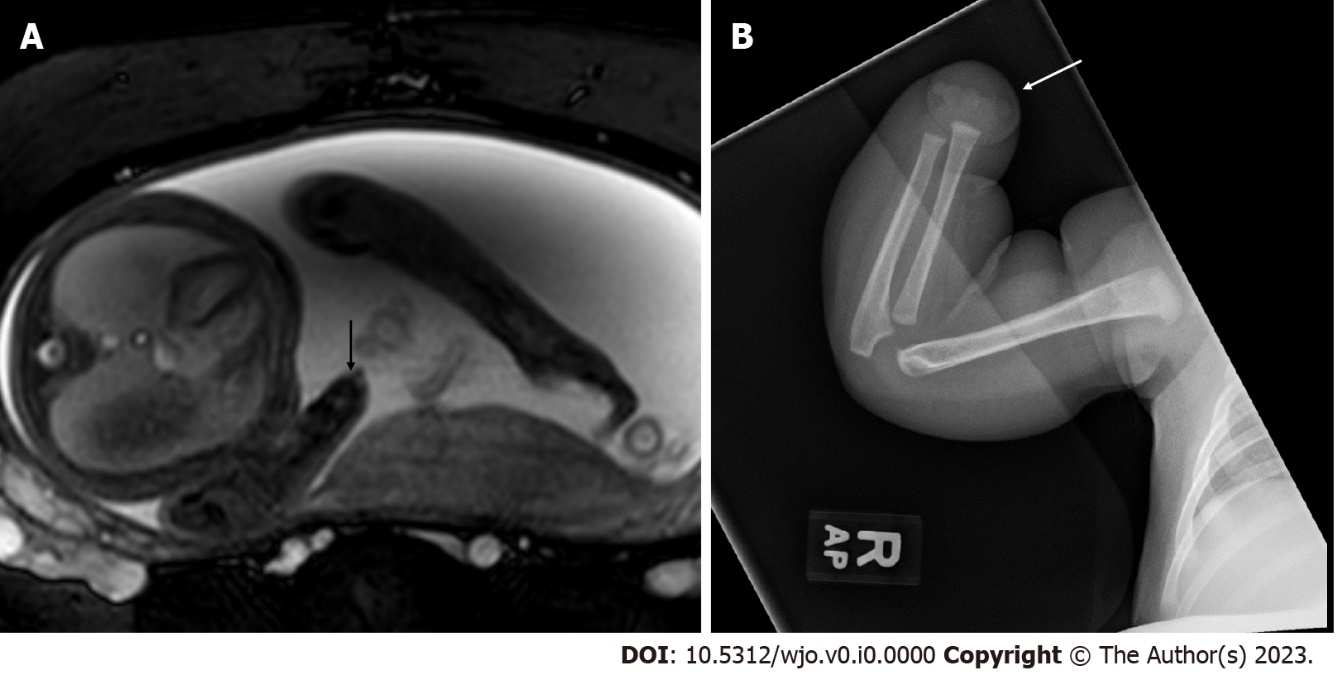 A
B
R
AP
DOI: 10.5312/wjo.v0.i0.0000 Copyright © The Author(s) 2023.